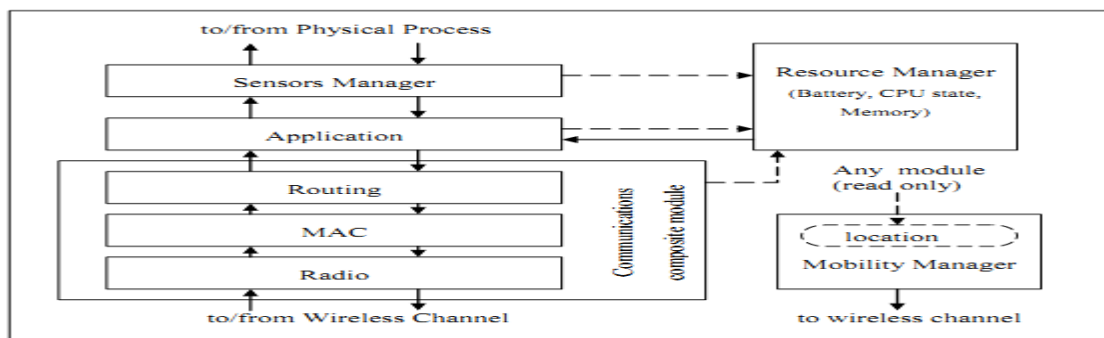 to/from Physical Process
Sensors Manager
Application
Routing
MAC
Radio
Communications
composite module
to/from Wireless Channel
Resource Manager
(Battery, CPU state,
Memory)
Any module
(read only)
location
Mobility Manager
to wireless channel